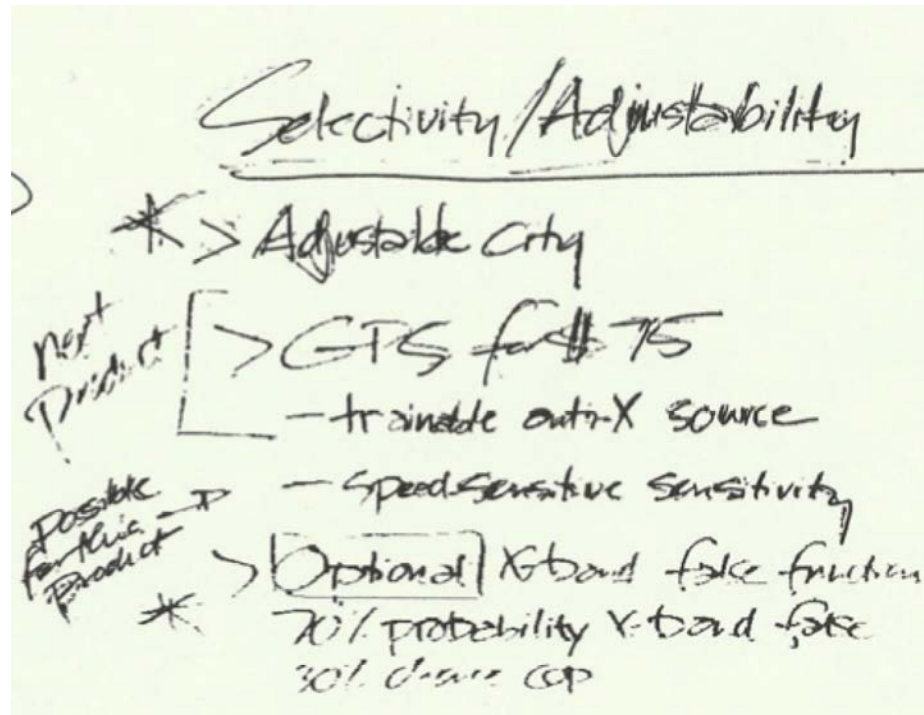 Selectivity/Adjustability
* > Adjustable City
Next Product
> GPS for $75
- trainable anti-X source
Possible for this Product
- speed-sensitive sensitivity
* > Optional X-band fake function
70% probability X-band fake
30% chance cop